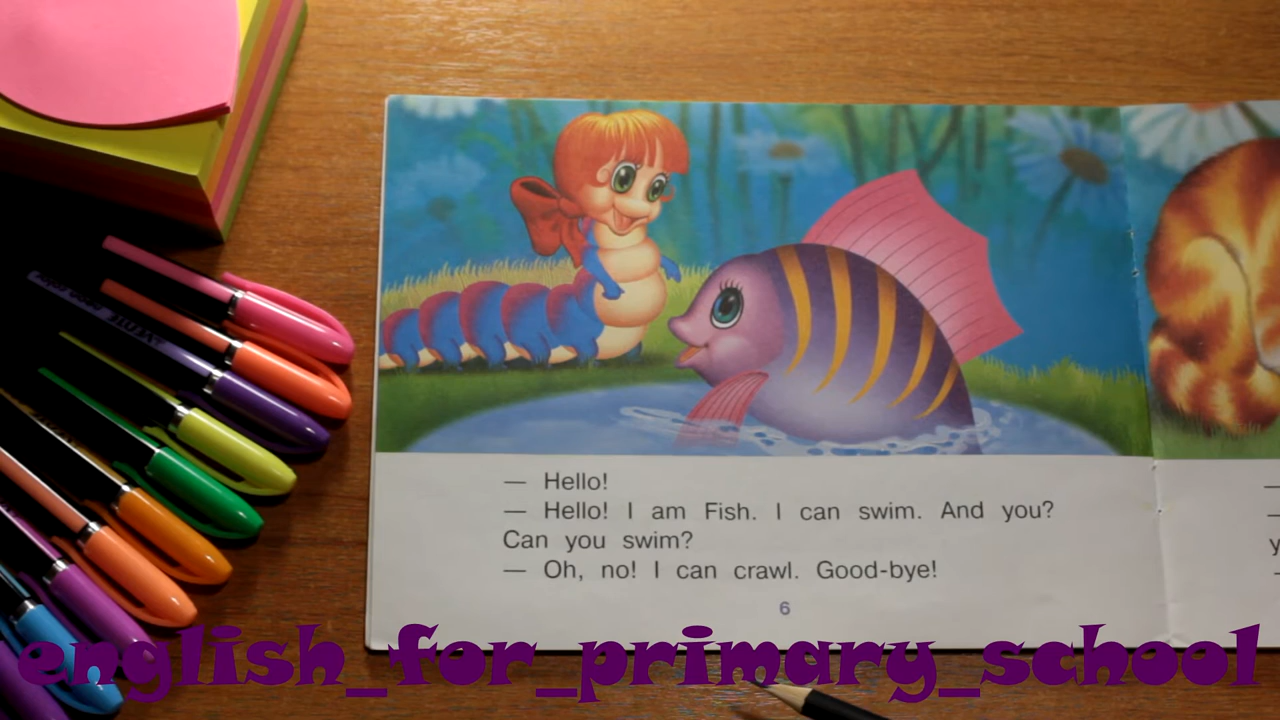 — Hello!
— Hello! I am Fish. I can swim. And you?
Can you swim?
— Oh, no! I can crawl. Good-bye!
6
english_for_primary_school